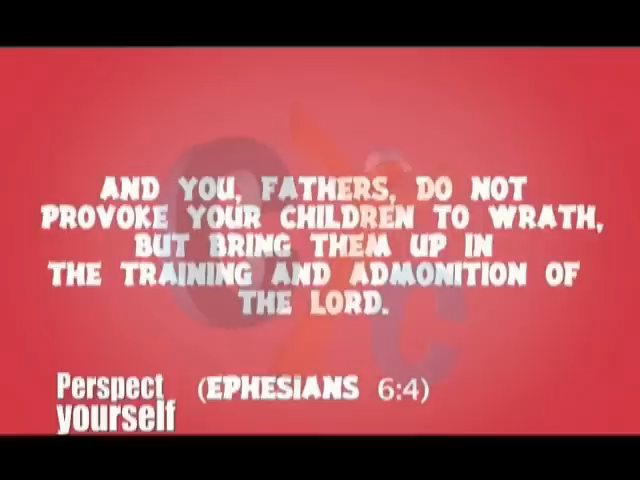 AND YOU, FATHERS, DO NOT
PROVOKE YOUR CHILDREN TO WRATH,
BUT BRING THEM UP IN
THE TRAINING AND ADMONITION OF
THE LORD.
(EPHESIANS 6:4)
Perspect
yourself